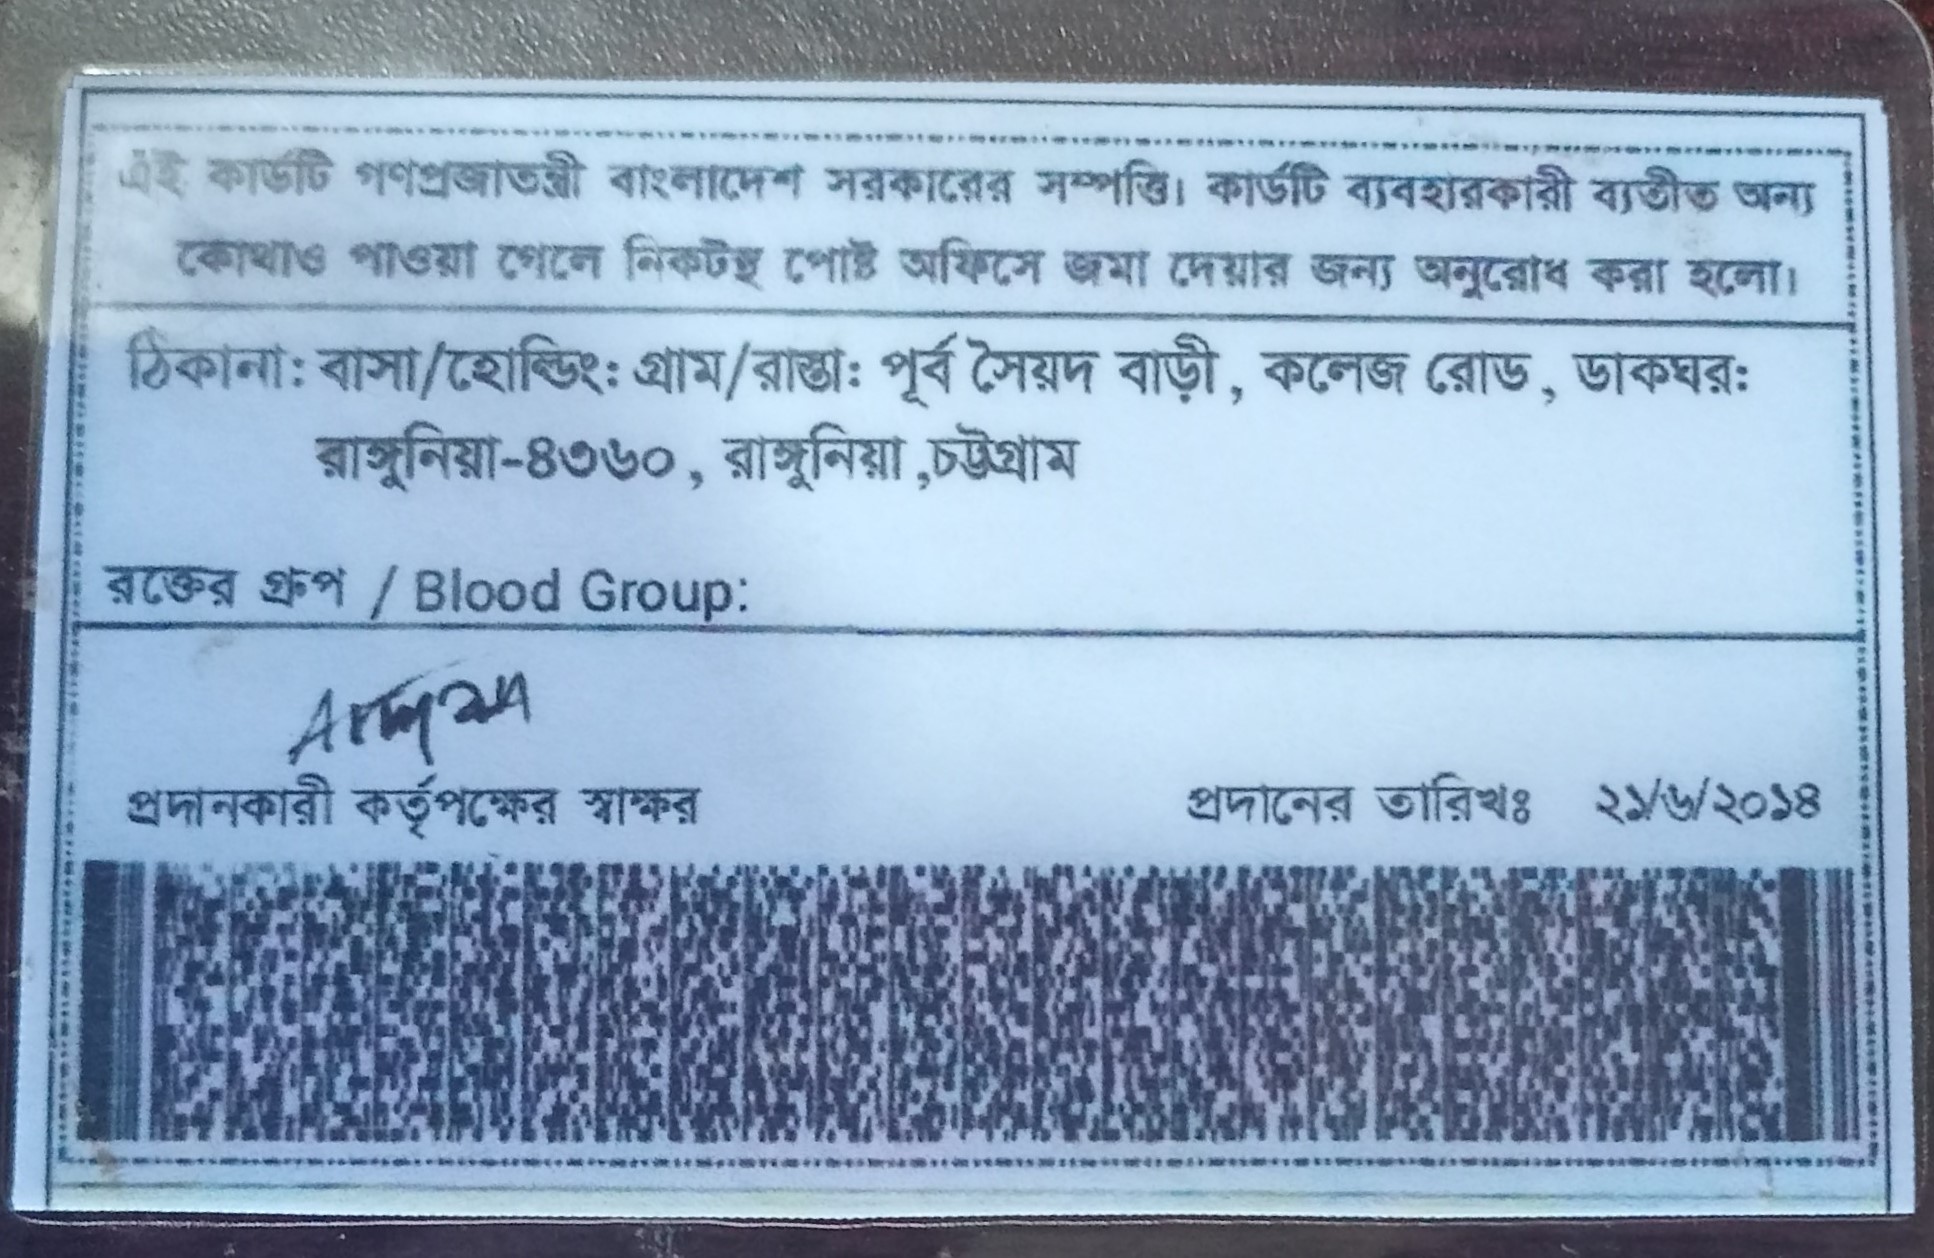 এই কার্ডটি গণপ্রজাতন্ত্রী বাংলাদেশ সরকারের সম্পত্তি। কার্ডটি ব্যবহারকারী ব্যতীত অন্য
কোথাও পাওয়া গেলে নিকটস্থ পোষ্ট অফিসে জমা দেয়ার জন্য অনুরোধ করা হলো।
ঠিকানা: বাসা/হোল্ডিং: গ্রাম/রাস্তা: পূর্ব সৈয়দ বাড়ী, কলেজ রোড, ডাকঘর:
রাঙ্গুনিয়া-৪৩৬০, রাঙ্গুনিয়া,চট্টগ্রাম
রক্তের গ্রুপ / Blood Group:
প্রদানকারী কর্তৃপক্ষের স্বাক্ষর
প্রদানের তারিখঃ ২১/৬/২০১৪